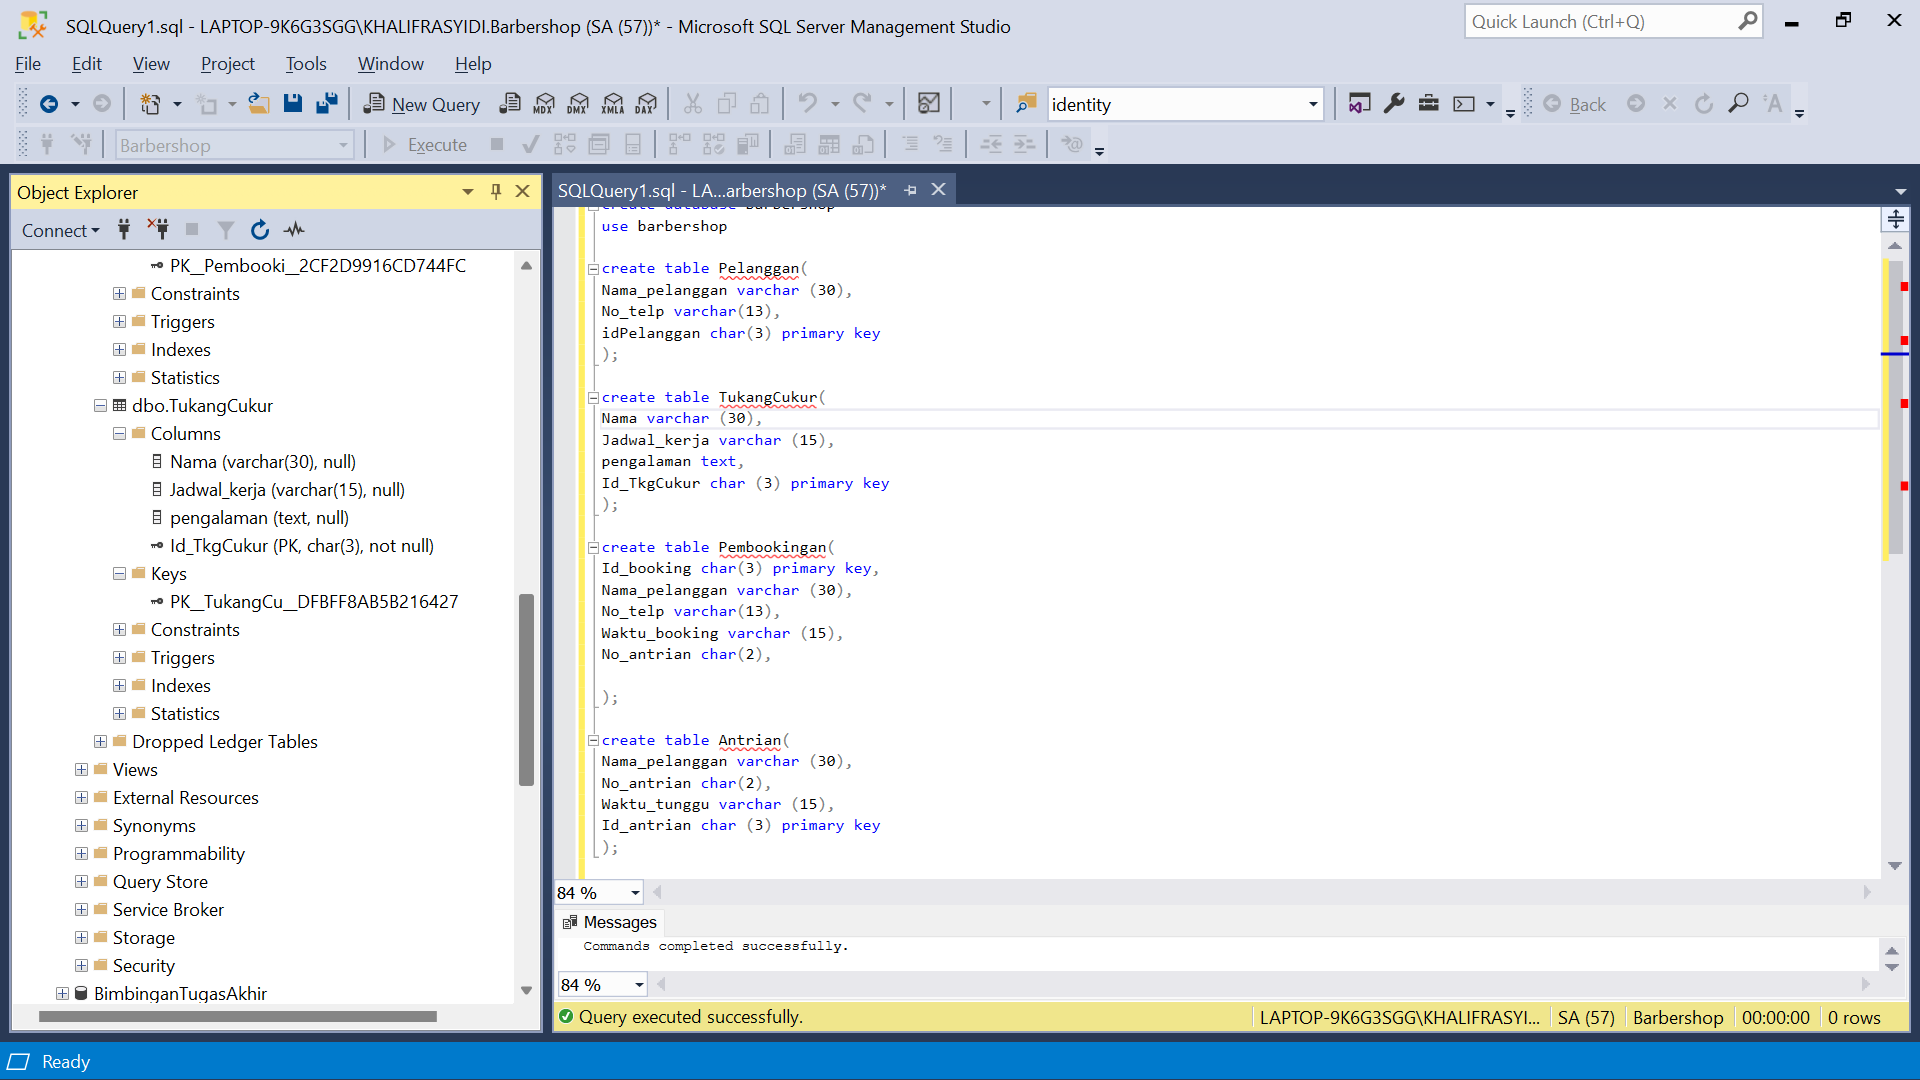 SQLQuery1.sql - LAPTOP-9K6G3SGG\KHALIFRASYIDI.Barbershop (SA (57))* - Microsoft SQL Server Management Studio
Quick Launch (Ctrl+Q)
File Edit View Project Tools Window Help
New Query MDX DMX XMLA DAX identity Back
Barbershop Execute
Object Explorer
Connect
PK__Pembooki__2CF2D9916CD744FC
Constraints
Triggers
Indexes
Statistics
dbo.TukangCukur
Columns
Nama (varchar(30), null)
Jadwal_kerja (varchar(15), null)
pengalaman (text, null)
Id_TkgCukur (PK, char(3), not null)
Keys
PK__TukangCu__DFBFF8AB5B216427
Constraints
Triggers
Indexes
Statistics
Dropped Ledger Tables
Views
External Resources
Synonyms
Programmability
Query Store
Service Broker
Storage
Security
BimbinganTugasAkhir
SQLQuery1.sql - LA...arbershop (SA (57))*
create database barbershop
use barbershop
create table Pelanggan(
Nama_pelanggan varchar (30),
No_telp varchar(13),
idPelanggan char(3) primary key
);
create table TukangCukur(
Nama varchar (30),
Jadwal_kerja varchar (15),
pengalaman text,
Id_TkgCukur char (3) primary key
);
create table Pembookingan(
Id_booking char(3) primary key,
Nama_pelanggan varchar (30),
No_telp varchar(13),
Waktu_booking varchar (15),
No_antrian char(2),
);
create table Antrian(
Nama_pelanggan varchar (30),
No_antrian char(2),
Waktu_tunggu varchar (15),
Id_antrian char (3) primary key
);
84 %
Messages
Commands completed successfully.
84 %
Query executed successfully.
LAPTOP-9K6G3SGG\KHALIFRASYI... SA (57) Barbershop 00:00:00 0 rows
Ready